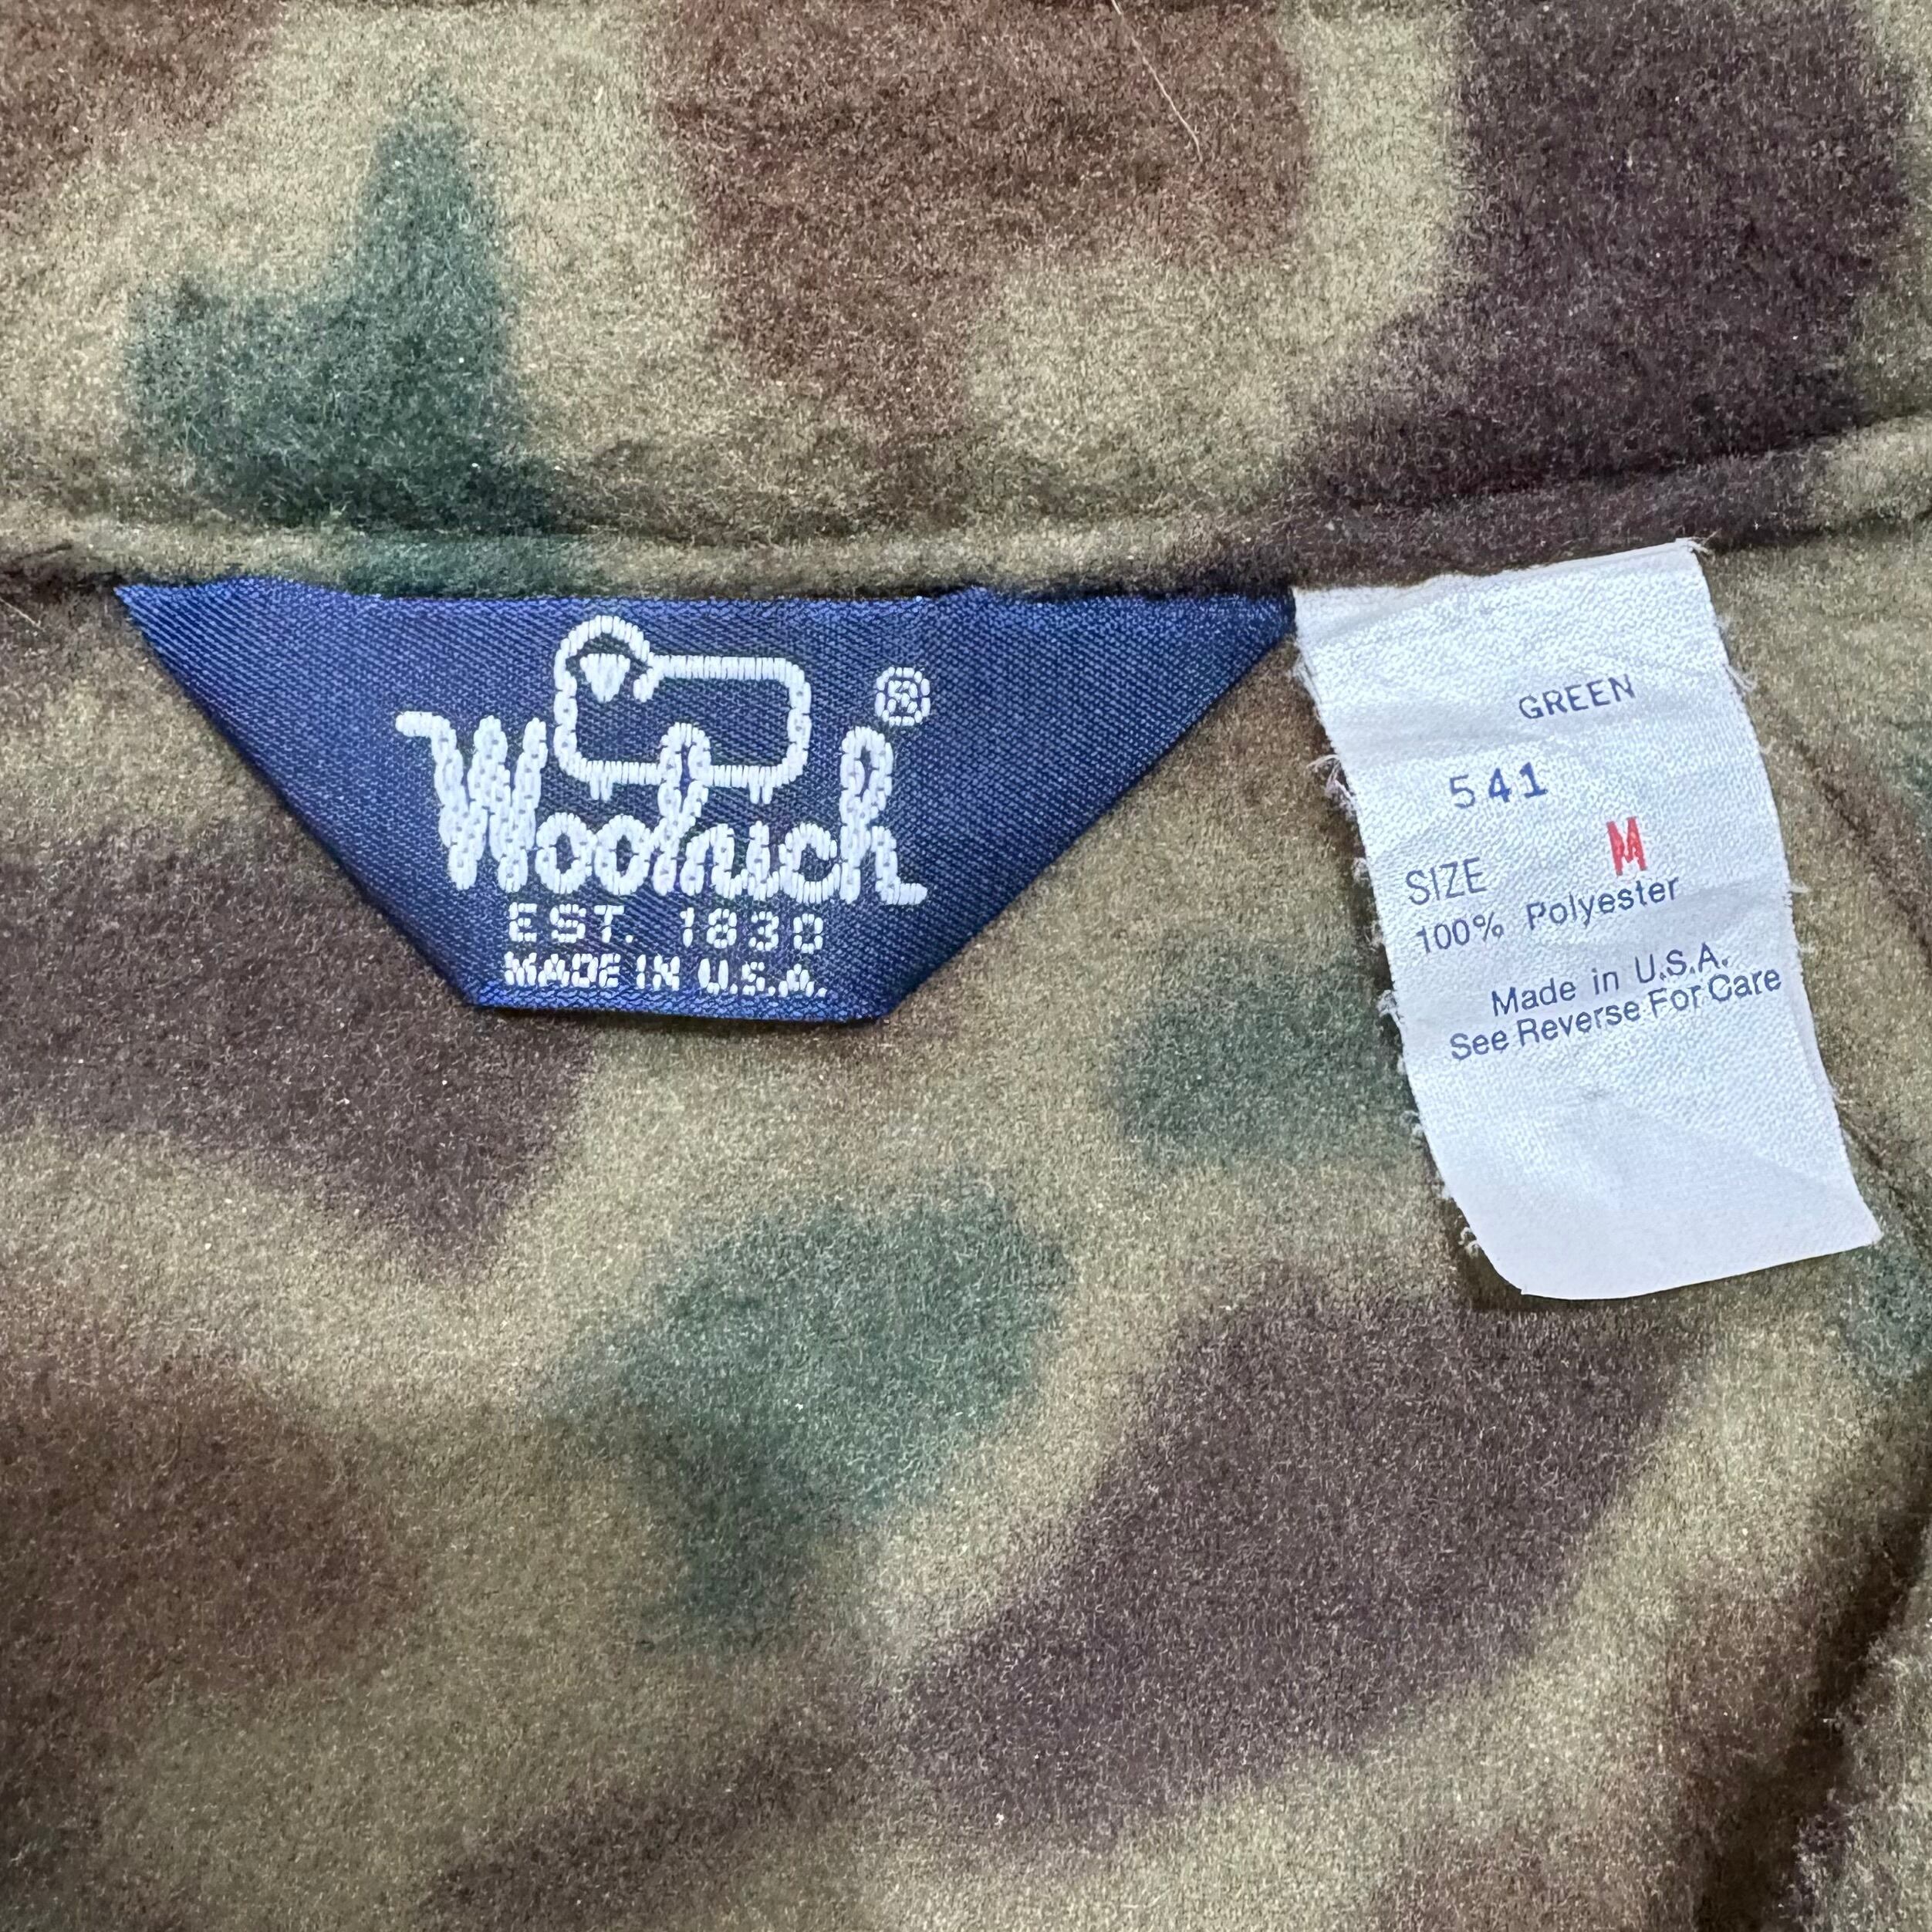 Woolrich®
EST. 1830
MADE IN U.S.A.
GREEN
541
SIZE M
100% Polyester
Made in U.S.A.
See Reverse For Care